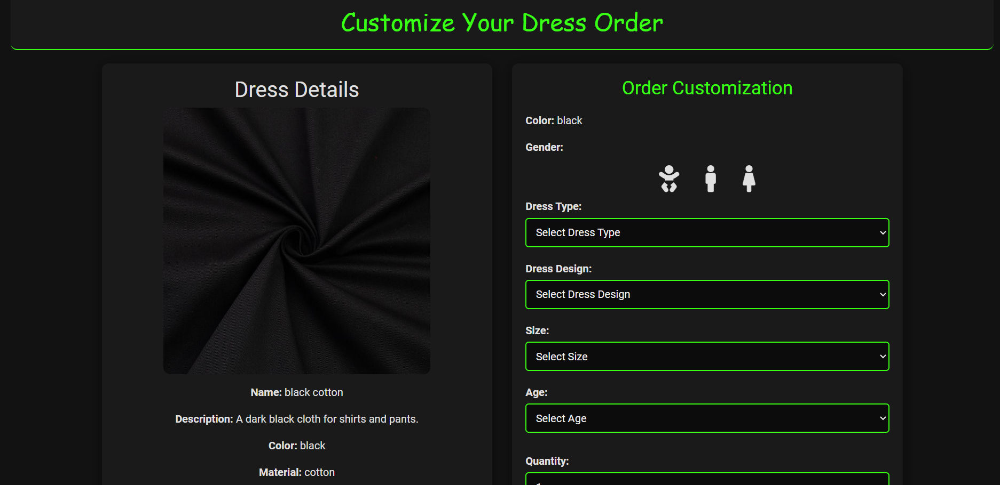 Customize Your Dress Order
Dress Details
Name: black cotton
Description: A dark black cloth for shirts and pants.
Color: black
Material: cotton
Order Customization
Color: black
Gender:
Dress Type:
Select Dress Type
Dress Design:
Select Dress Design
Size:
Select Size
Age:
Select Age
Quantity: